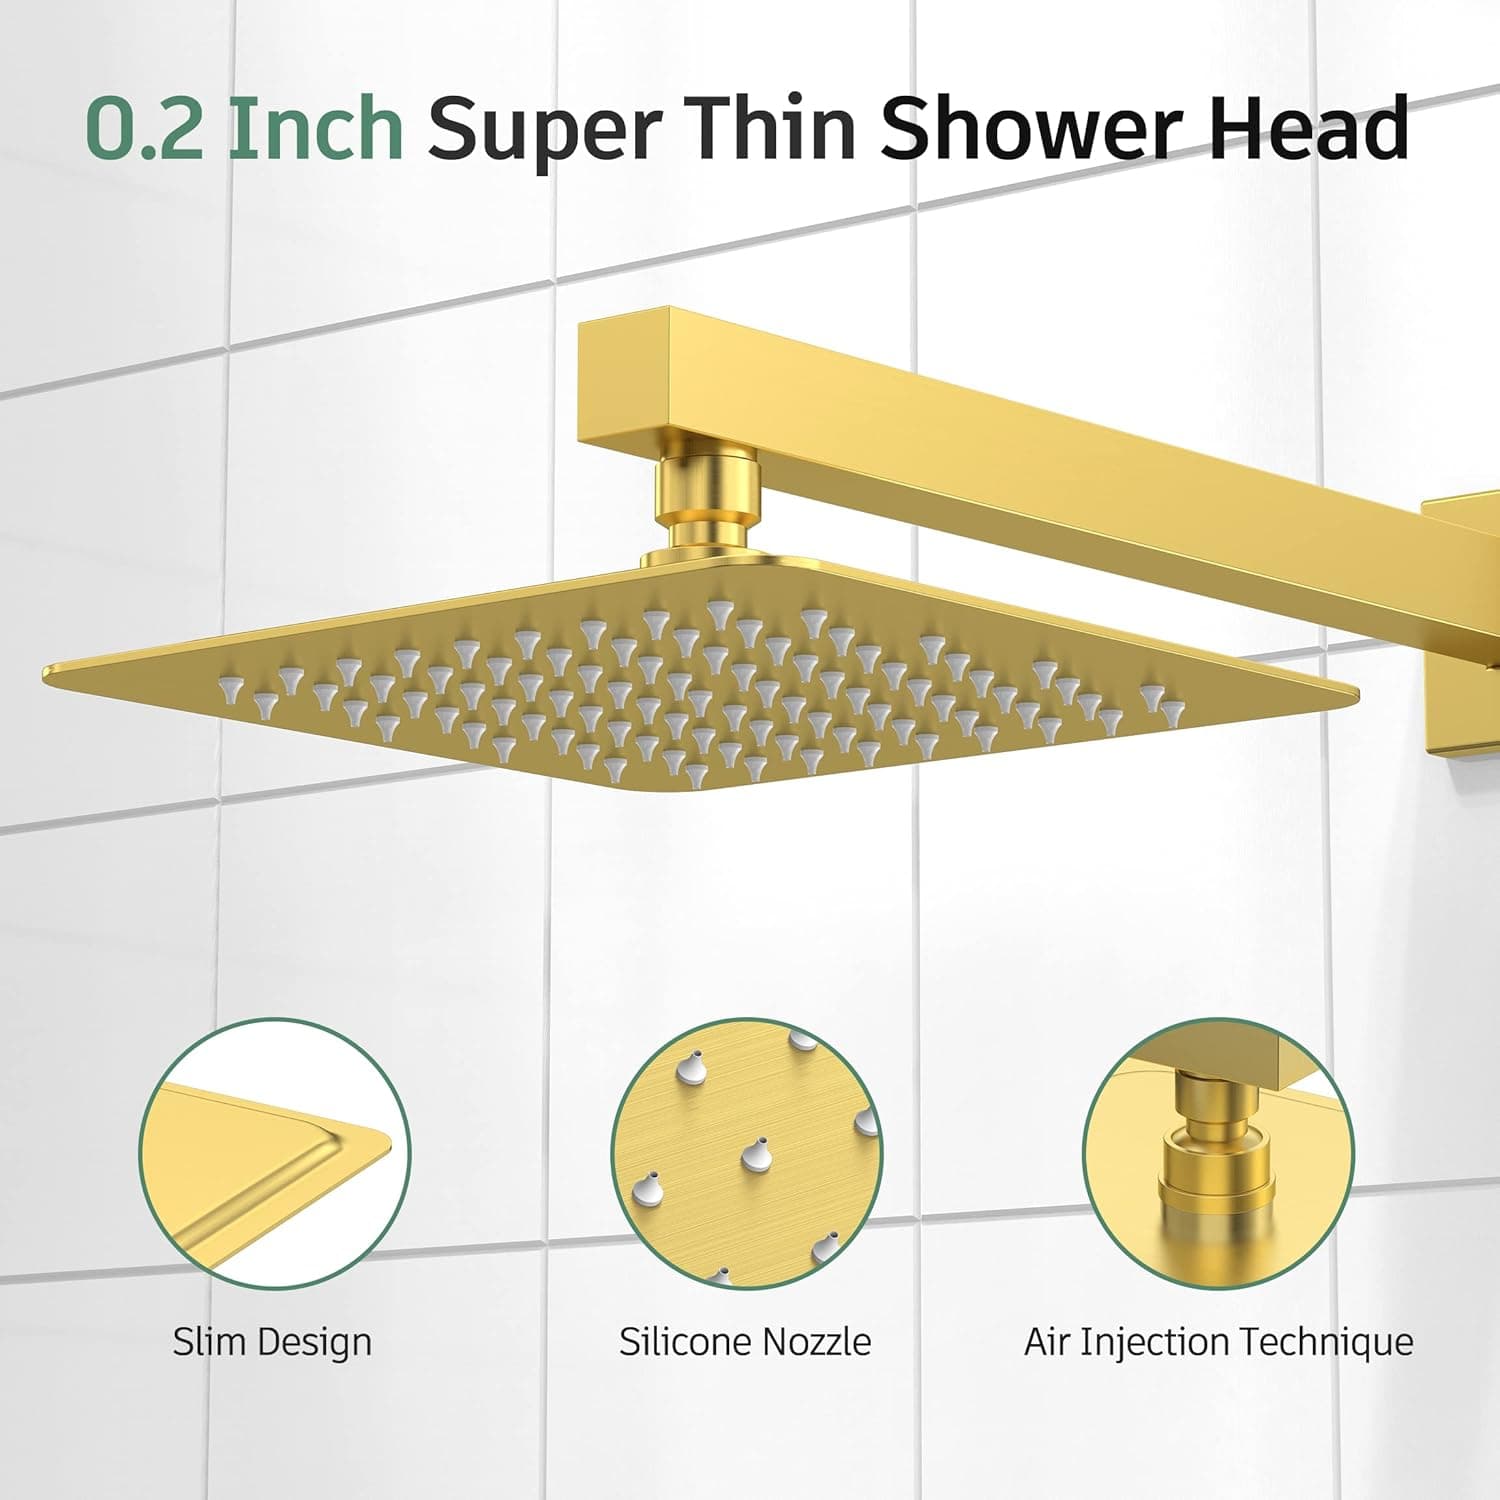 0.2 Inch Super Thin Shower Head
Slim Design
Silicone Nozzle
Air Injection Technique